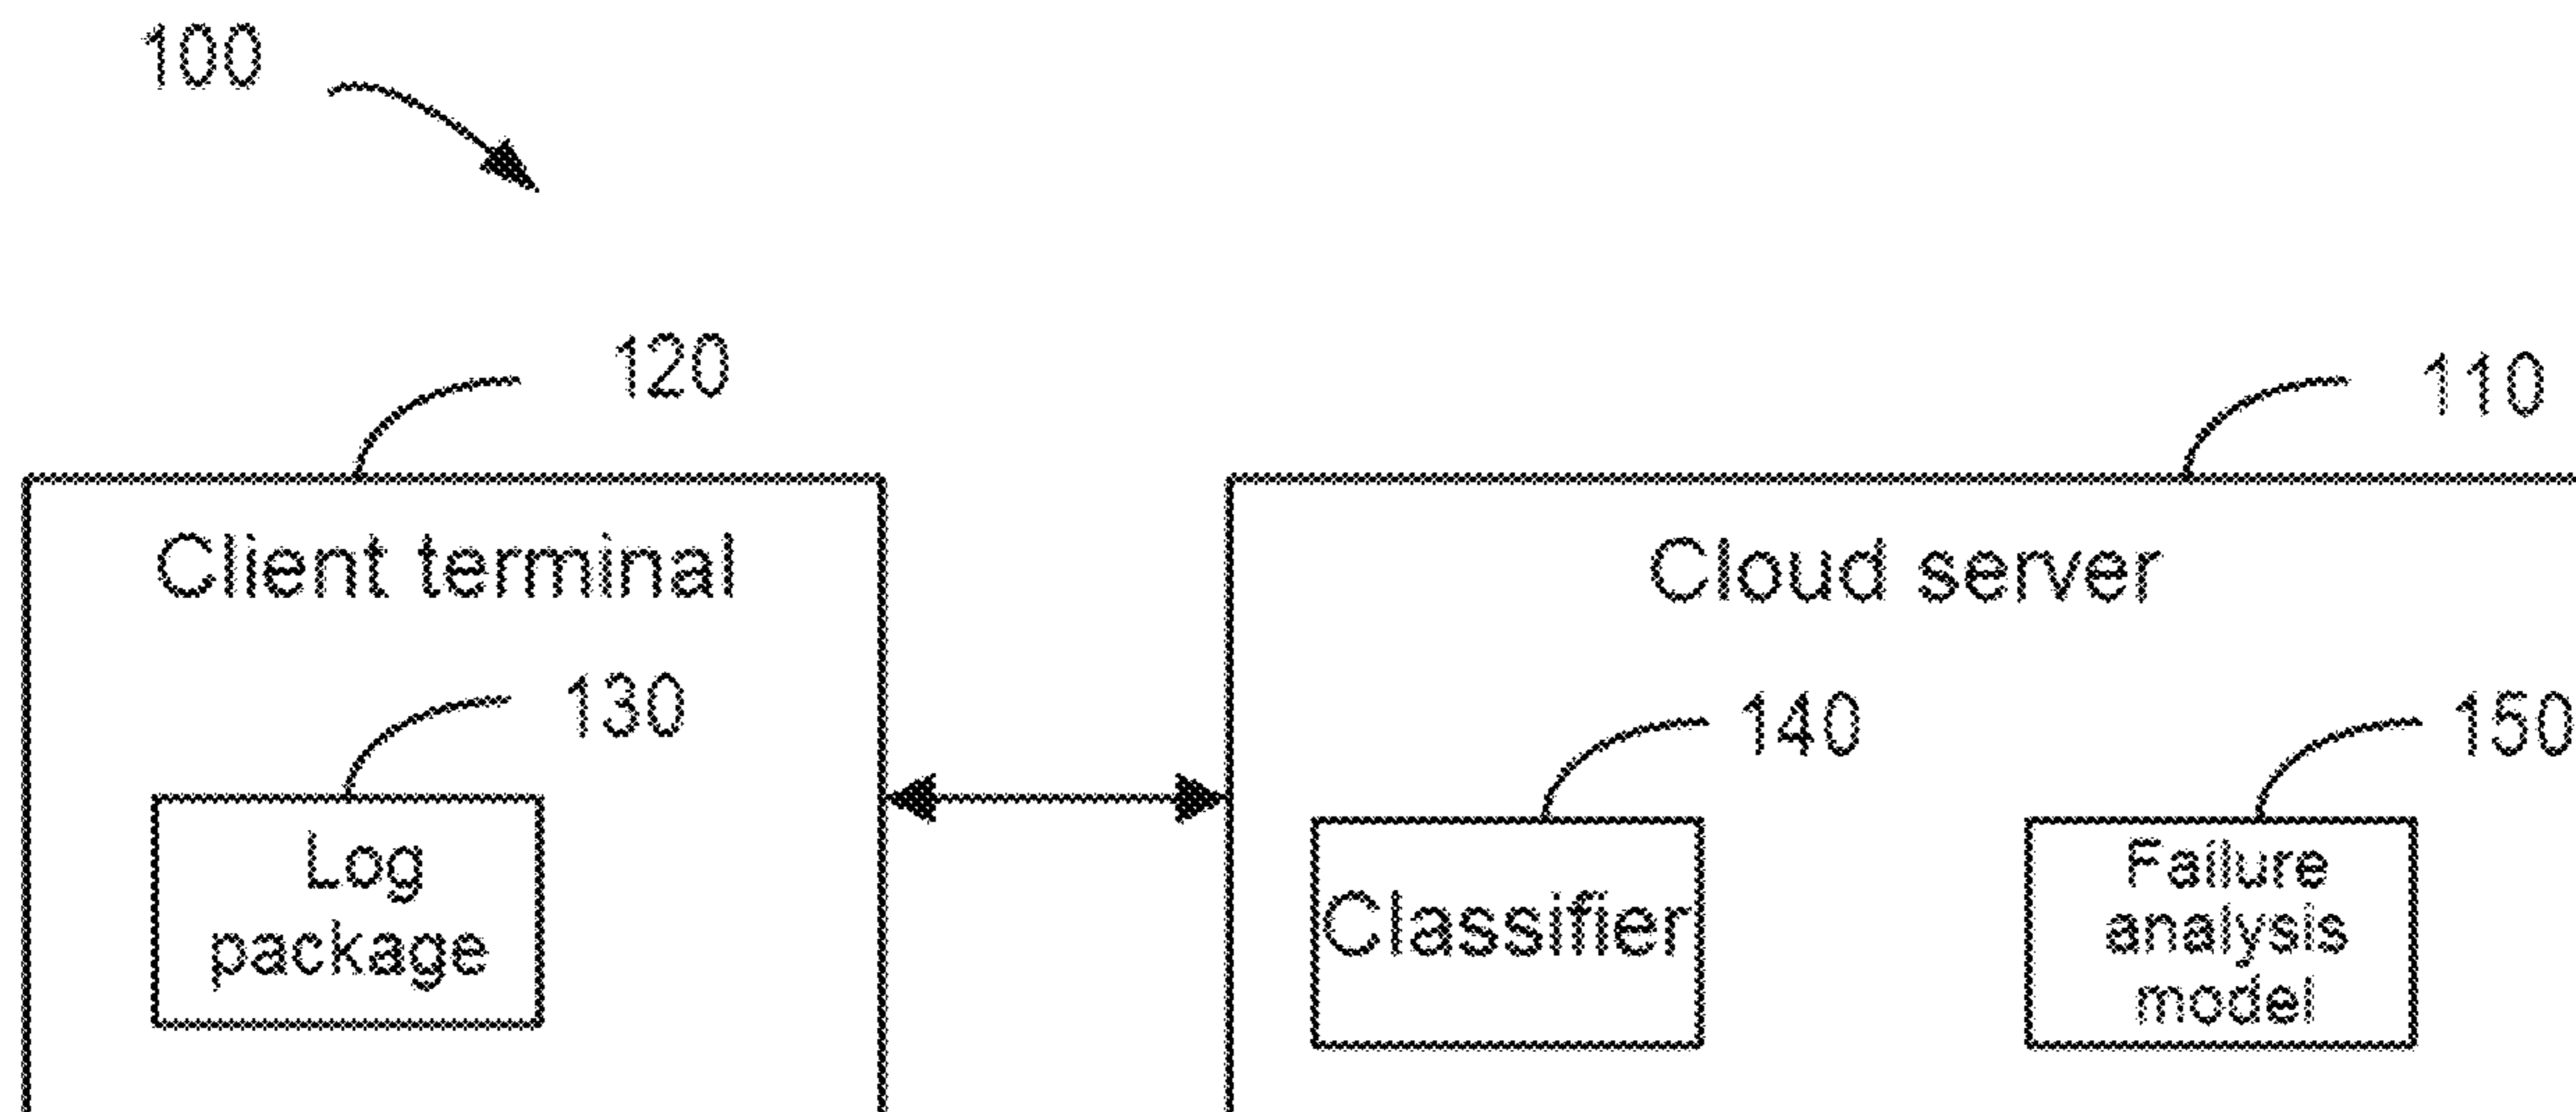 100
120
110
Client terminal
Cloud server
130
140
150
Log
package
Classifier
Failure
analysis
model